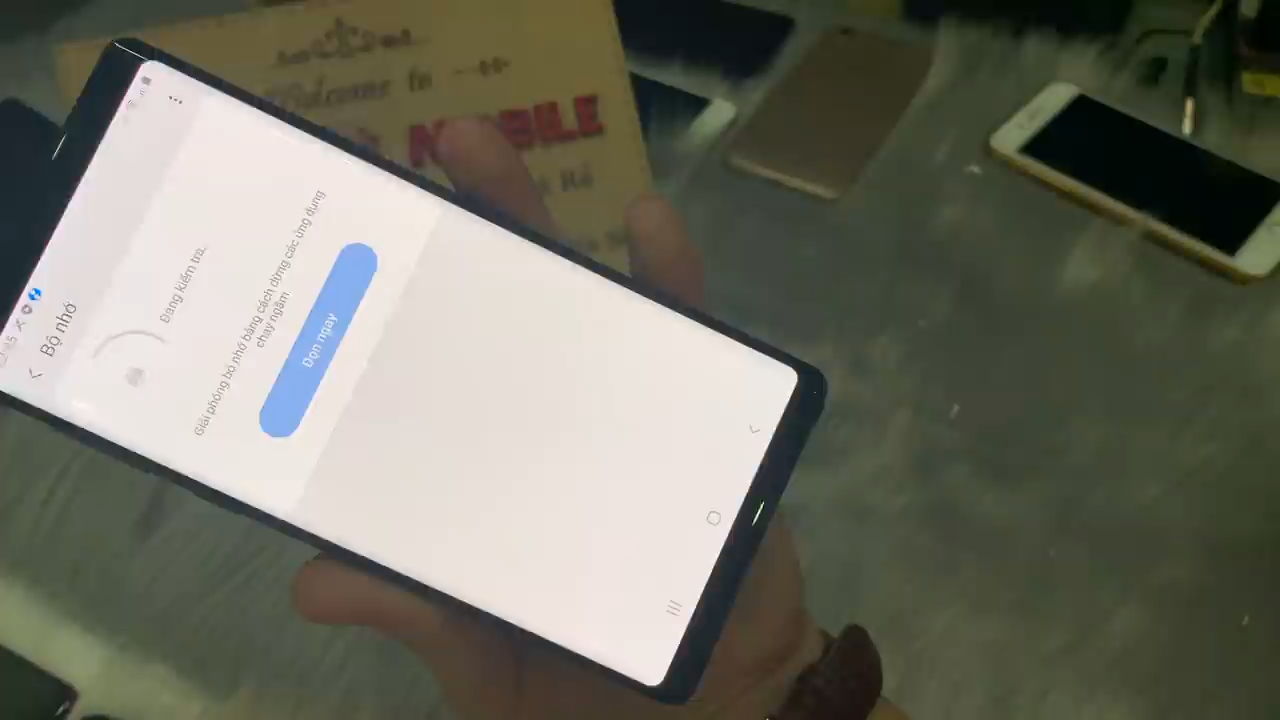 Bộ nhớ
Đang kiểm tra.
Giải phóng bộ nhớ bằng cách dừng các ứng dụng
chạy ngầm
Dọn ngay
Welcome to
MOBILE
Rẻ